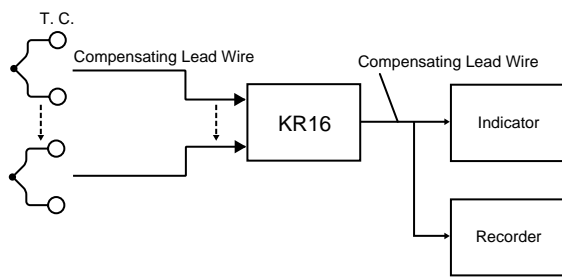 T. C.
Compensating Lead Wire
Compensating Lead Wire
KR16
Indicator
Recorder